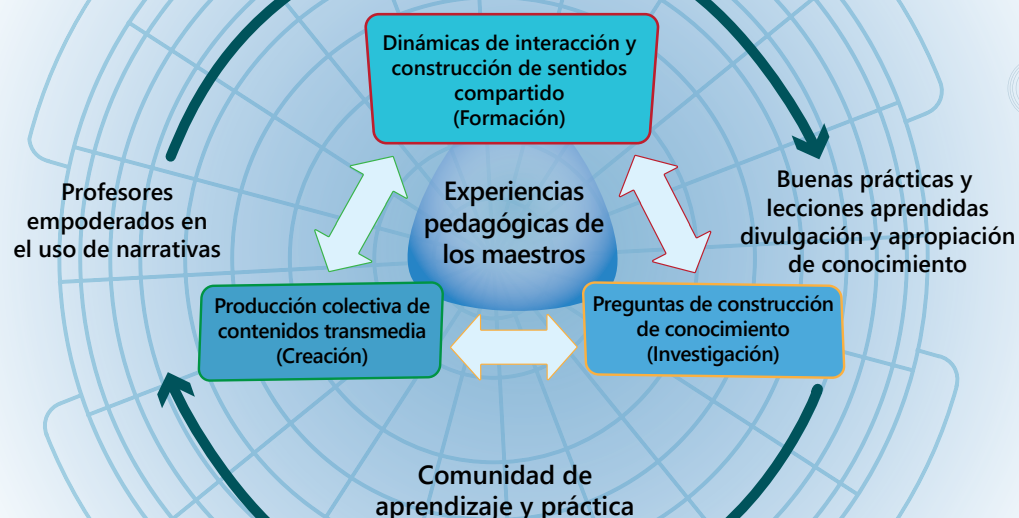 Dinámicas de interacción y
construcción de sentidos
compartido
(Formación)
Profesores
empoderados en
el uso de narrativas
Experiencias
pedagógicas de
los maestros
Buenas prácticas y
lecciones aprendidas
divulgación y apropiación
de conocimiento
Producción colectiva de
contenidos transmedia
(Creación)
Preguntas de construcción
de conocimiento
(Investigación)
Comunidad de
aprendizaje y práctica